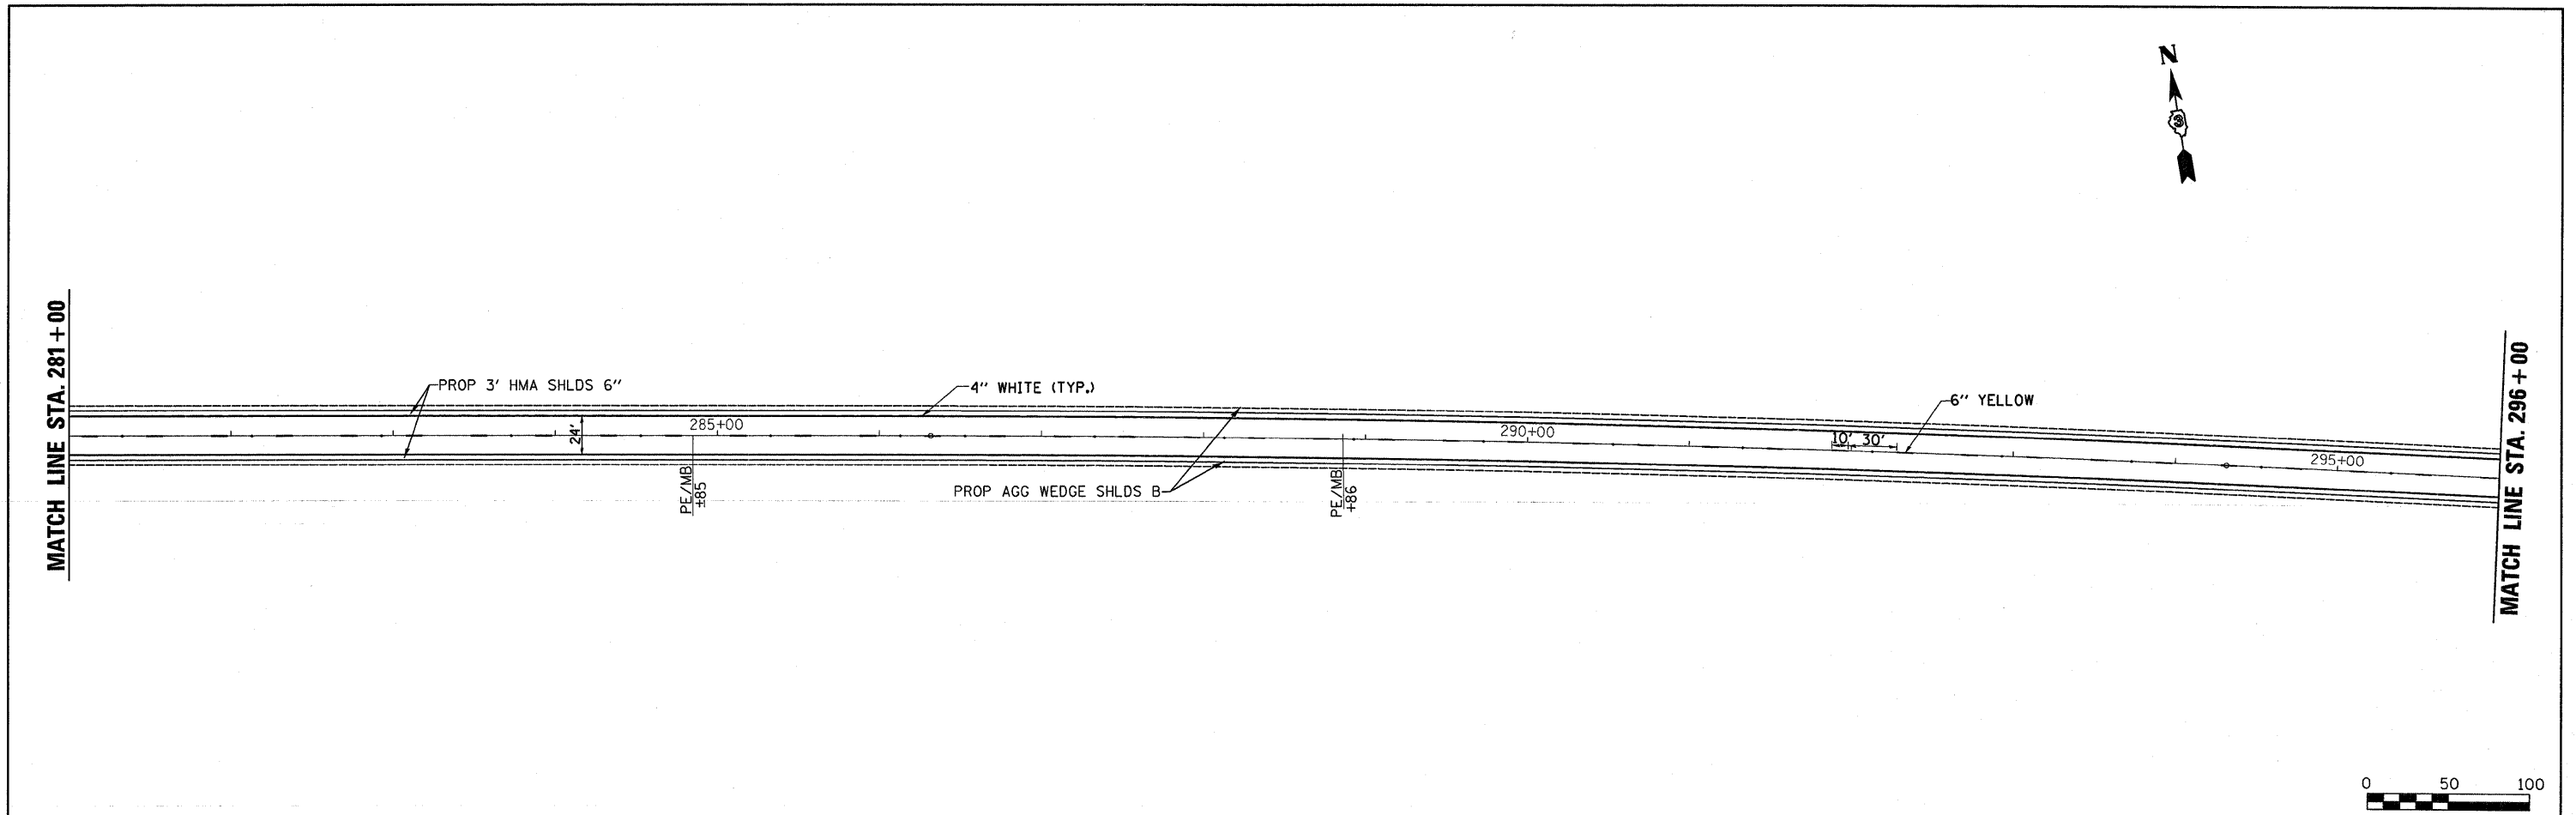 N
3
MATCH LINE STA. 281+00
PROP 3' HMA SHLDS 6"
24'
285+00
PE/MB
±85
4" WHITE (TYP.)
PROP AGG WEDGE SHLDS B
PE/MB
+86
290+00
10' 30'
6" YELLOW
295+00
MATCH LINE STA. 296+00
0 50 100